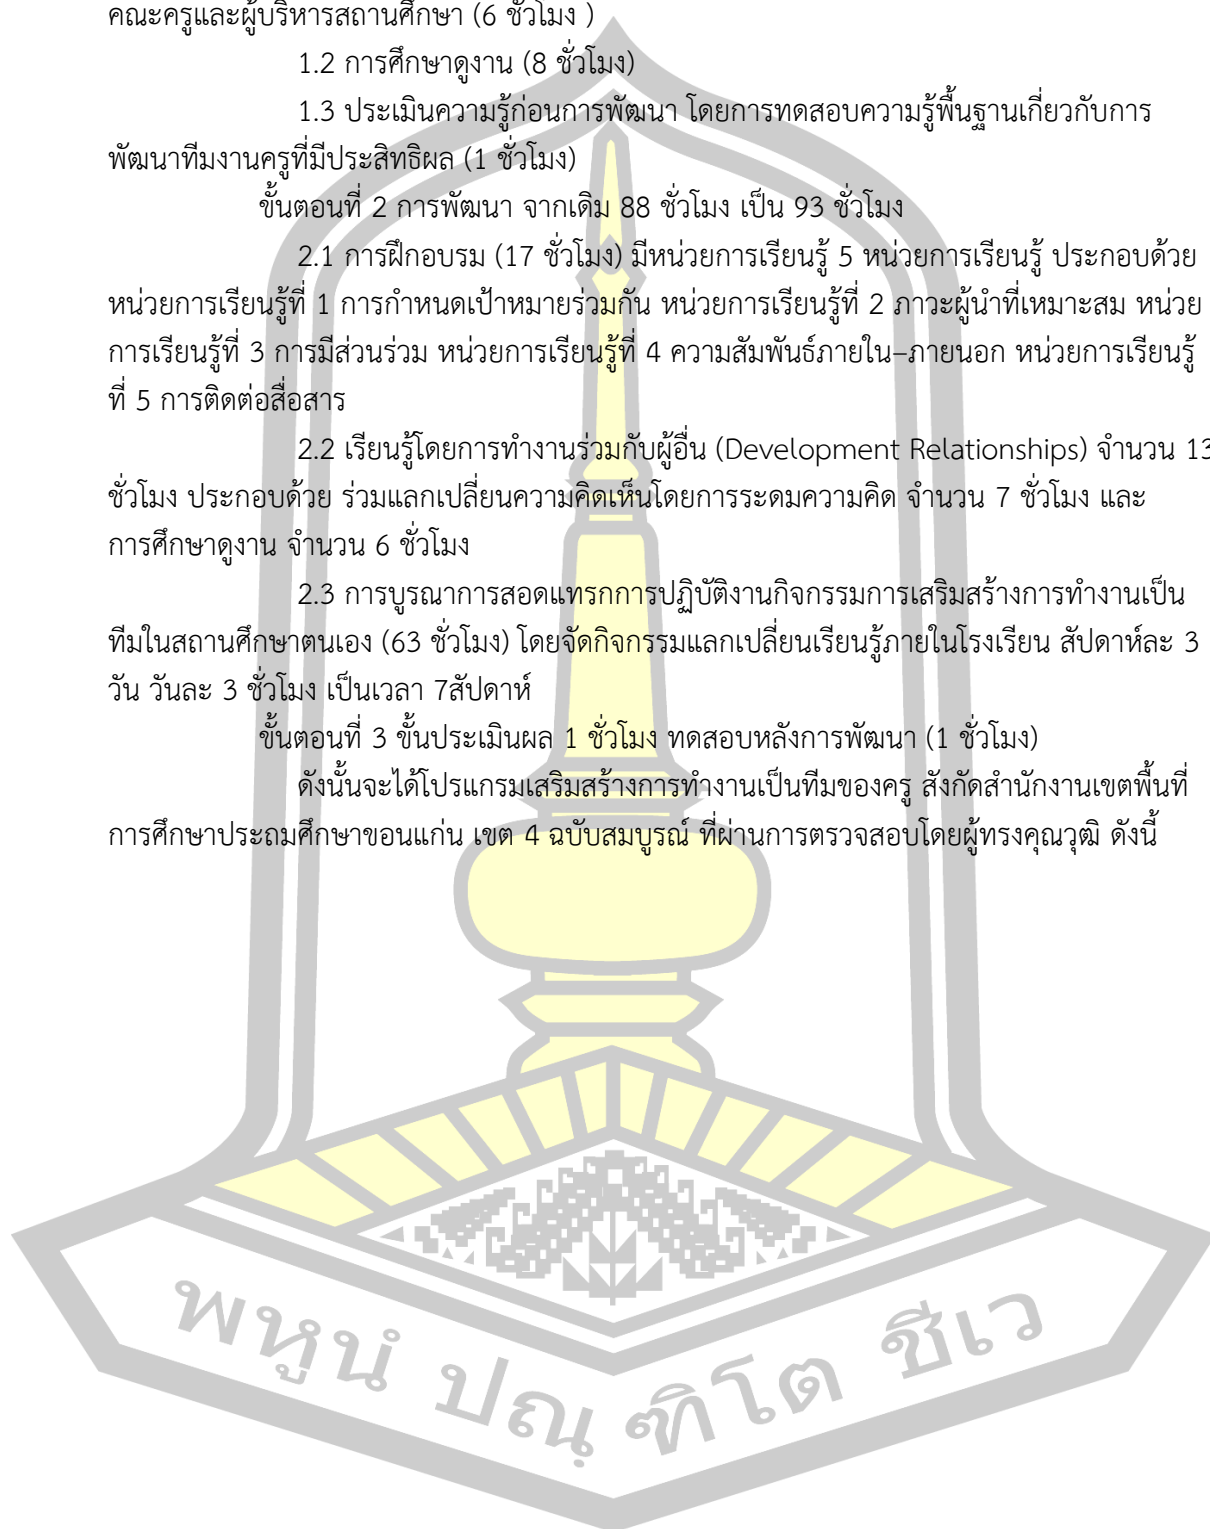 คณะครูและผู้บริหารสถานศึกษา (6 ชั่วโมง )
1.2 การศึกษาดูงาน (8 ชั่วโมง)
1.3 ประเมินความรู้ก่อนการพัฒนา โดยการทดสอบความรู้พื้นฐานเกี่ยวกับการ
พัฒนาทีมงานครูที่มีประสิทธิผล (1 ชั่วโมง)
ขั้นตอนที่ 2 การพัฒนา จากเดิม 88 ชั่วโมง เป็น 93 ชั่วโมง
2.1 การฝึกอบรม (17 ชั่วโมง) มีหน่วยการเรียนรู้ 5 หน่วยการเรียนรู้ ประกอบด้วย
หน่วยการเรียนรู้ที่ 1 การกำหนดเป้าหมายร่วมกัน หน่วยการเรียนรู้ที่ 2 ภาวะผู้นำที่เหมาะสม หน่วย
การเรียนรู้ที่ 3 การมีส่วนร่วม หน่วยการเรียนรู้ที่ 4 ความสัมพันธ์ภายใน–ภายนอก หน่วยการเรียนรู้
ที่ 5 การติดต่อสื่อสาร
2.2 เรียนรู้โดยการทำงานร่วมกับผู้อื่น (Development Relationships) จำนวน 13
ชั่วโมง ประกอบด้วย ร่วมแลกเปลี่ยนความคิดเห็นโดยการระดมความคิด จำนวน 7 ชั่วโมง และ
การศึกษาดูงาน จำนวน 6 ชั่วโมง
2.3 การบูรณาการสอดแทรกการปฏิบัติงานกิจกรรมการเสริมสร้างการทำงานเป็น
ทีมในสถานศึกษาตนเอง (63 ชั่วโมง) โดยจัดกิจกรรมแลกเปลี่ยนเรียนรู้ภายในโรงเรียน สัปดาห์ละ 3
วัน วันละ 3 ชั่วโมง เป็นเวลา 7สัปดาห์
ขั้นตอนที่ 3 ขั้นประเมินผล 1 ชั่วโมง ทดสอบหลังการพัฒนา (1 ชั่วโมง)
ดังนั้นจะได้โปรแกรมเสริมสร้างการทำงานเป็นทีมของครู สังกัดสำนักงานเขตพื้นที่
การศึกษาประถมศึกษาขอนแก่น เขต 4 ฉบับสมบูรณ์ ที่ผ่านการตรวจสอบโดยผู้ทรงคุณวุฒิ ดังนี้
พหูนํ ปณฺฑิโต ชีเว